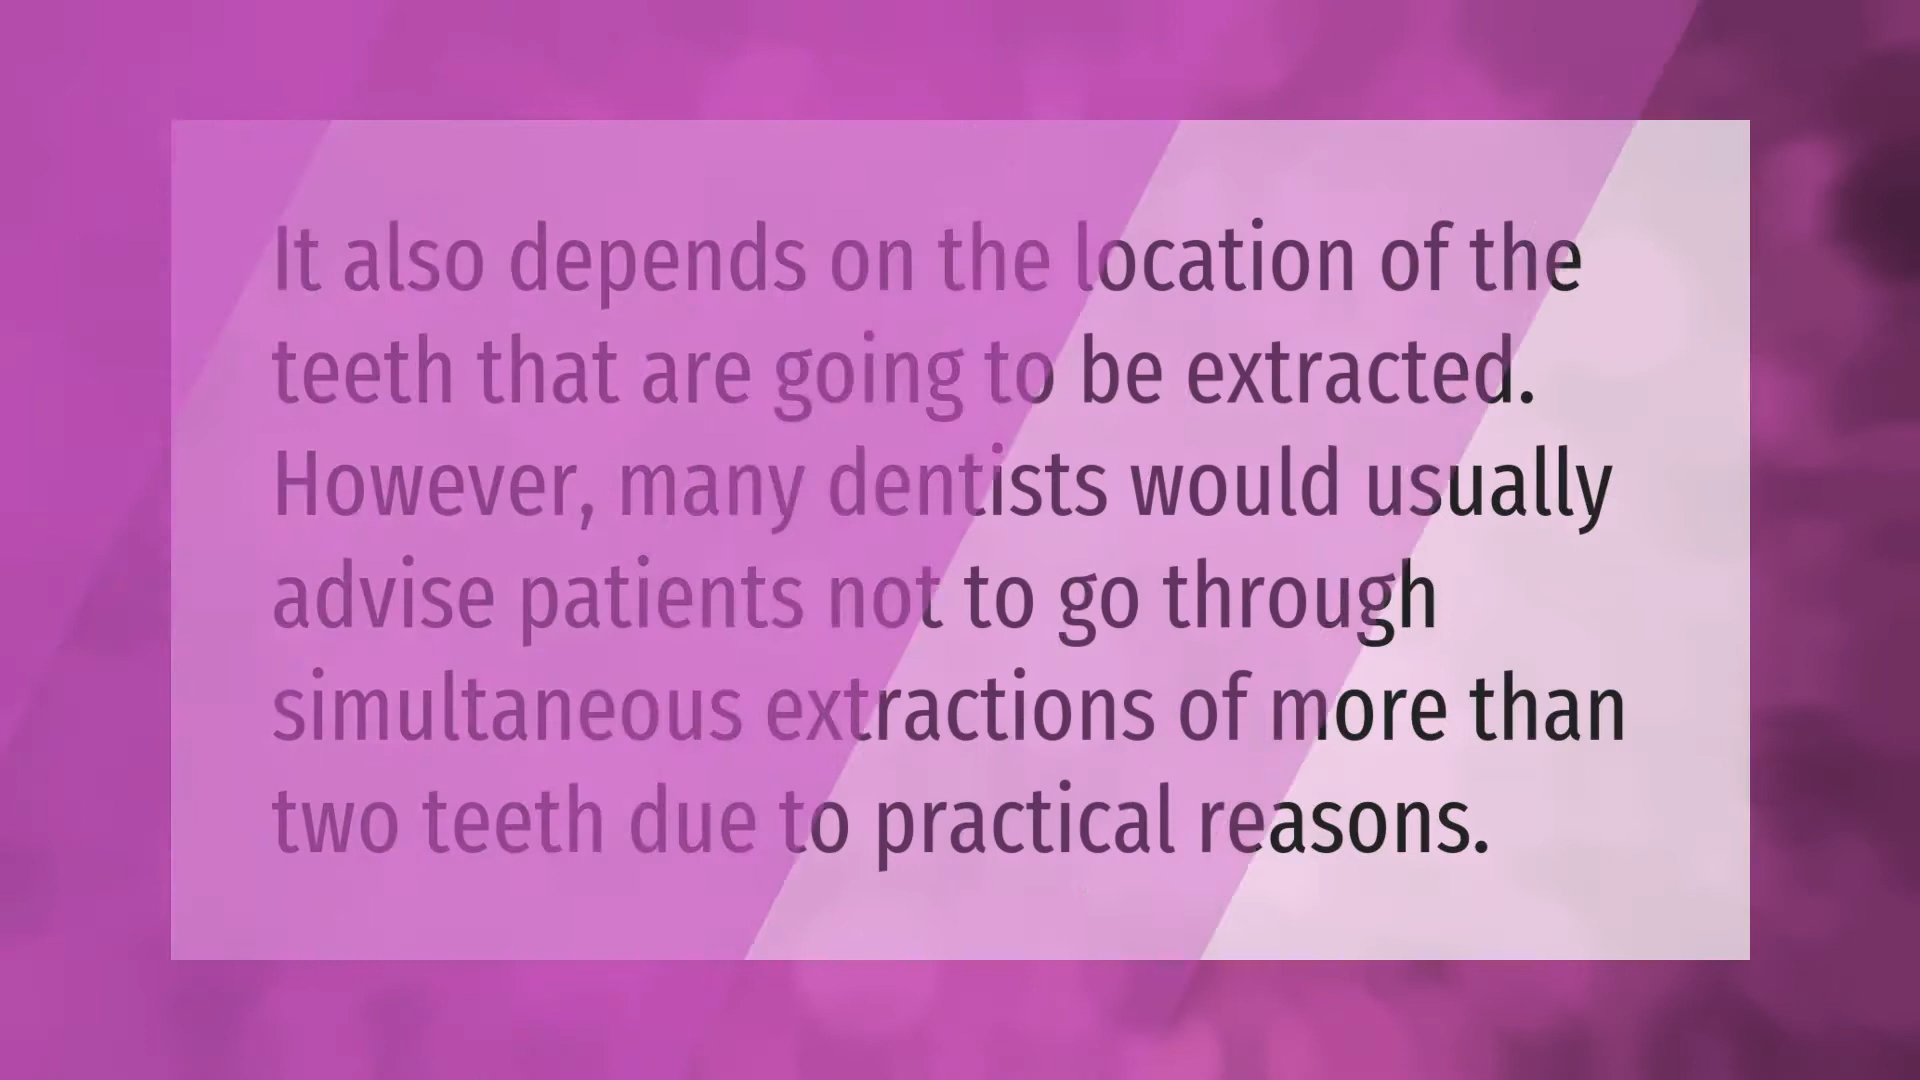 It also depends on the location of the
teeth that are going to be extracted.
However, many dentists would usually
advise patients not to go through
simultaneous extractions of more than
two teeth due to practical reasons.